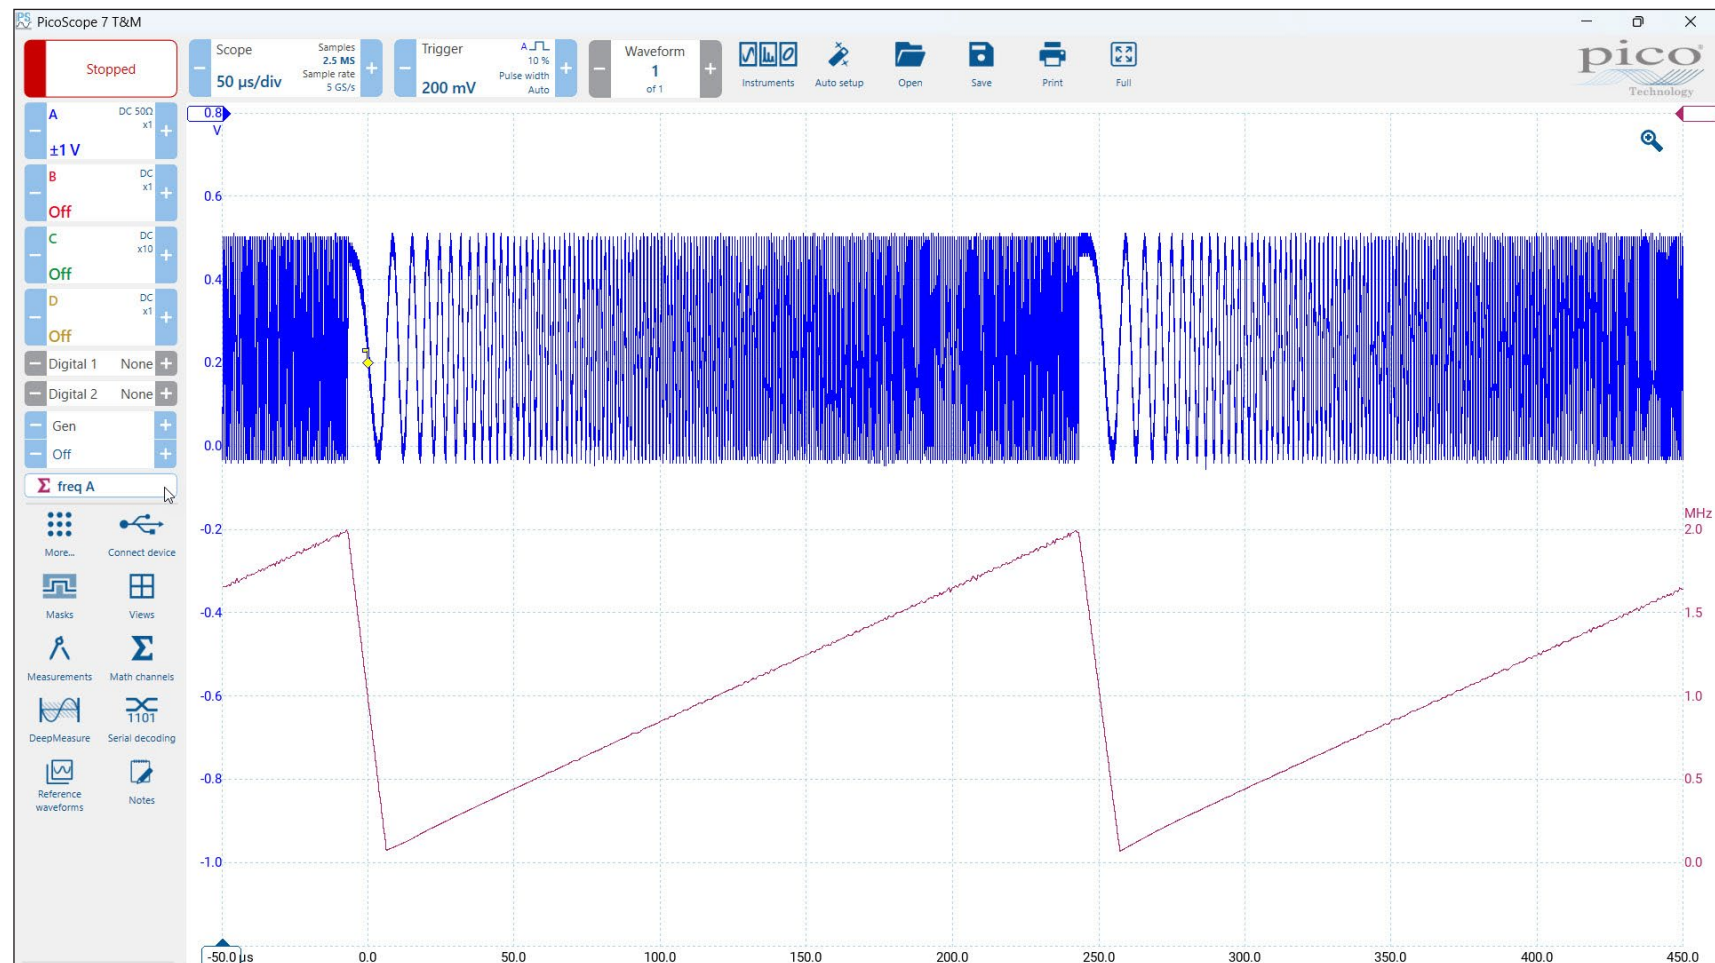 PicoScope 7 T&M
Stopped
Scope
50 µs/div
Samples
2.5 MS
Sample rate
5 GS/s
Trigger
200 mV
A
10 %
Pulse width
Auto
Waveform
1
of 1
Instruments
Auto setup
Open
Save
Print
Full
pico
Technology
A
DC 50Ω
x1
±1 V
B
DC
x1
Off
C
DC
x10
Off
D
DC
x1
Off
Digital 1 None
Digital 2 None
Gen
Off
Σ freq A
More...
Connect device
Masks
Views
Measurements
Math channels
DeepMeasure
1101
Serial decoding
Reference
waveforms
Notes
0.8
V
0.6
0.4
0.2
0.0
-0.2
-0.4
-0.6
-0.8
-1.0
MHz
2.0
1.5
1.0
0.5
0.0
-50.0 µs
0.0
50.0
100.0
150.0
200.0
250.0
300.0
350.0
400.0
450.0